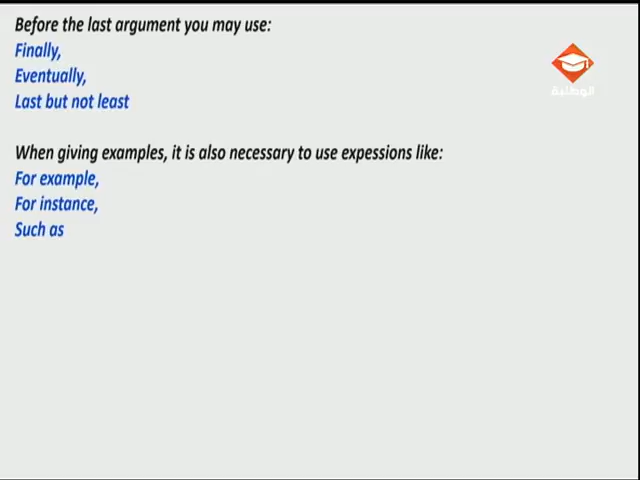 Before the last argument you may use:
Finally,
Eventually,
Last but not least
الوطنية
When giving examples, it is also necessary to use expessions like:
For example,
For instance,
Such as